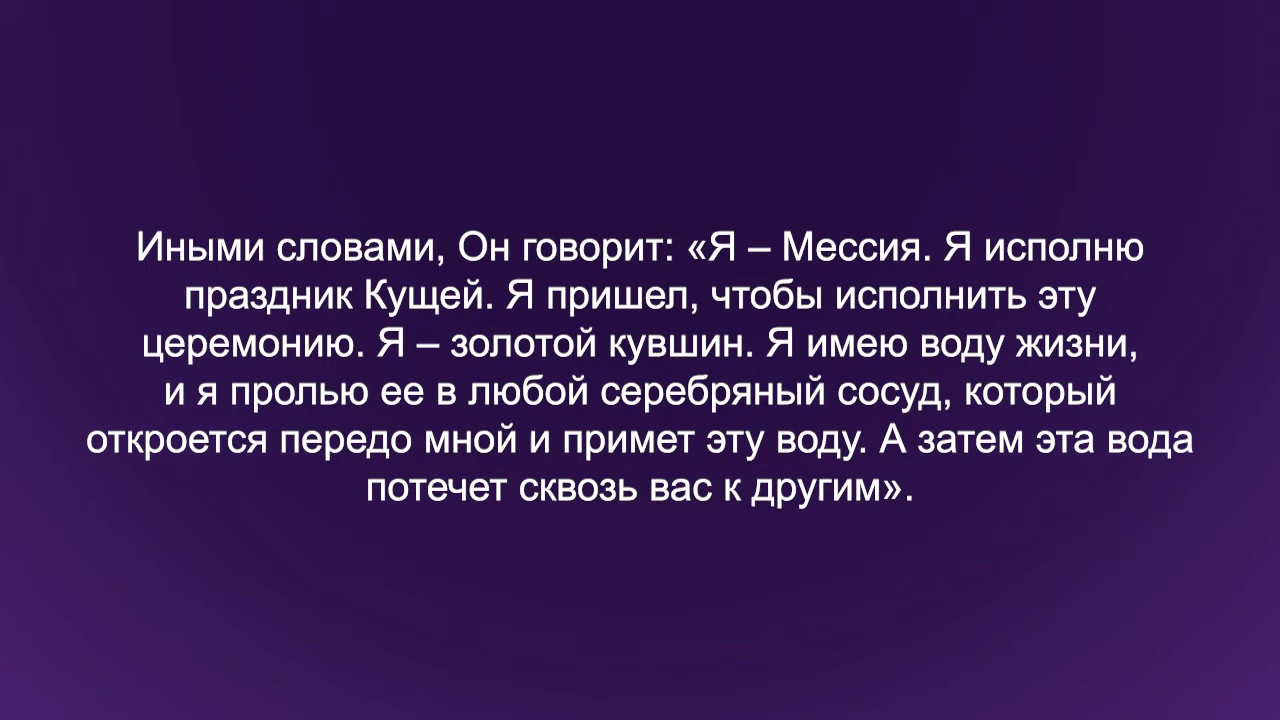 Иными словами, Он говорит: «Я – Мессия. Я исполню
праздник Кущей. Я пришел, чтобы исполнить эту
церемонию. Я – золотой кувшин. Я имею воду жизни,
и я пролью ее в любой серебряный сосуд, который
откроется передо мной и примет эту воду. А затем эта вода
потечет сквозь вас к другим».